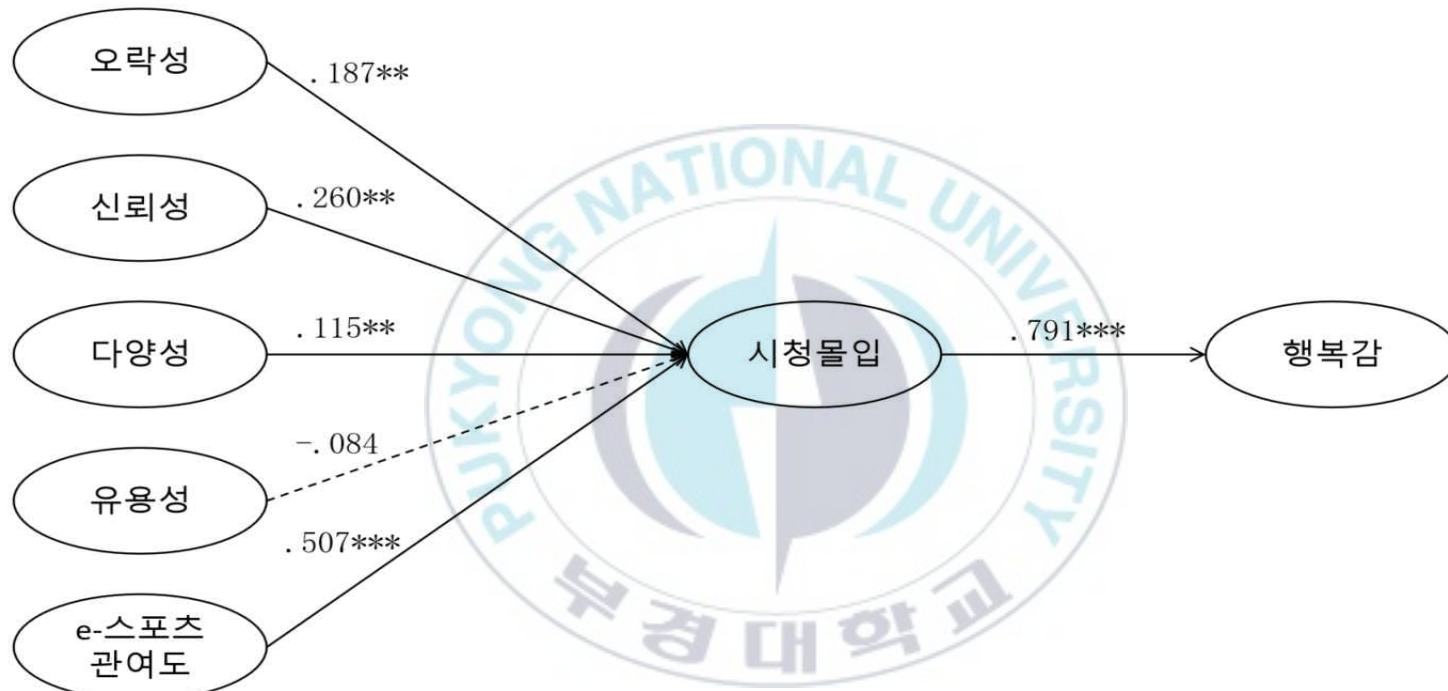 오락성
.187**
신뢰성
.260**
다양성
.115**
시청몰입
.791***
행복감
유용성
-.084
e-스포츠
관여도
.507***
PUKYONG NATIONAL UNIVERSITY
부경대학교